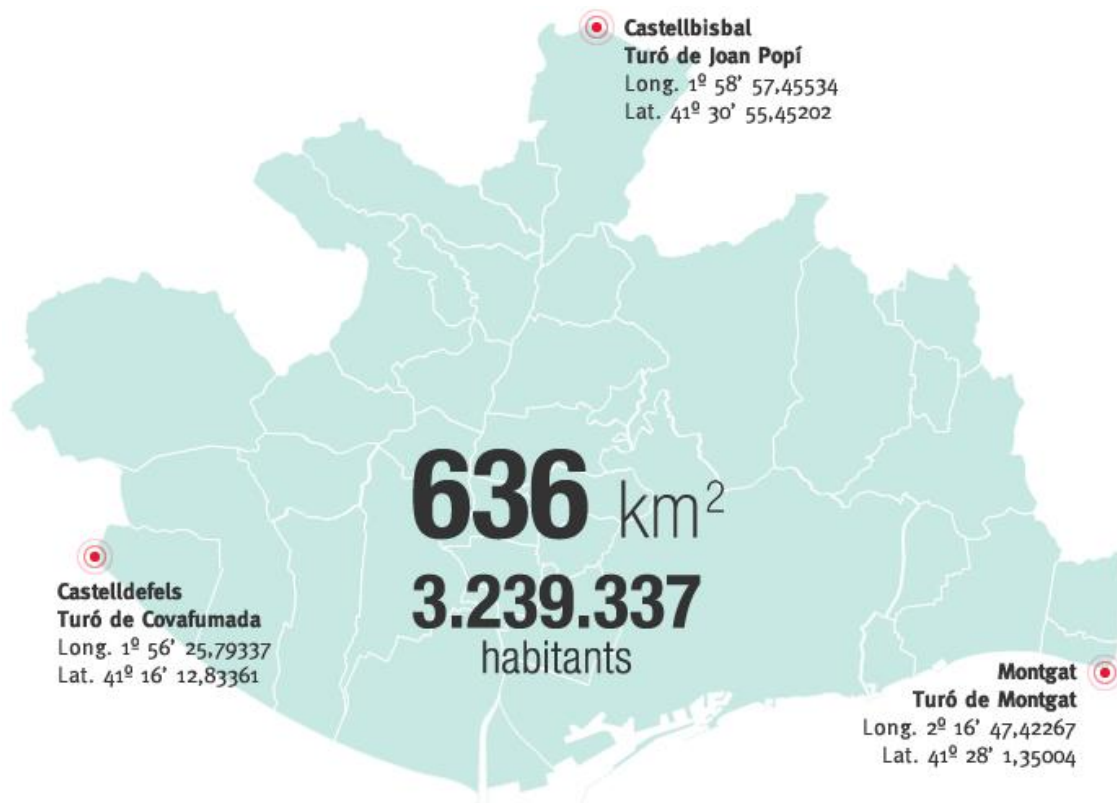 Castellbisbal
Turó de Joan Popí
Long. 1º 58’ 57,45534
Lat. 41º 30’ 55,45202
636 km²
3.239.337
habitants
Castelldefels
Turó de Covafumada
Long. 1º 56’ 25,79337
Lat. 41º 16’ 12,83361
Montgat
Turó de Montgat
Long. 2º 16’ 47,42267
Lat. 41º 28’ 1,35004